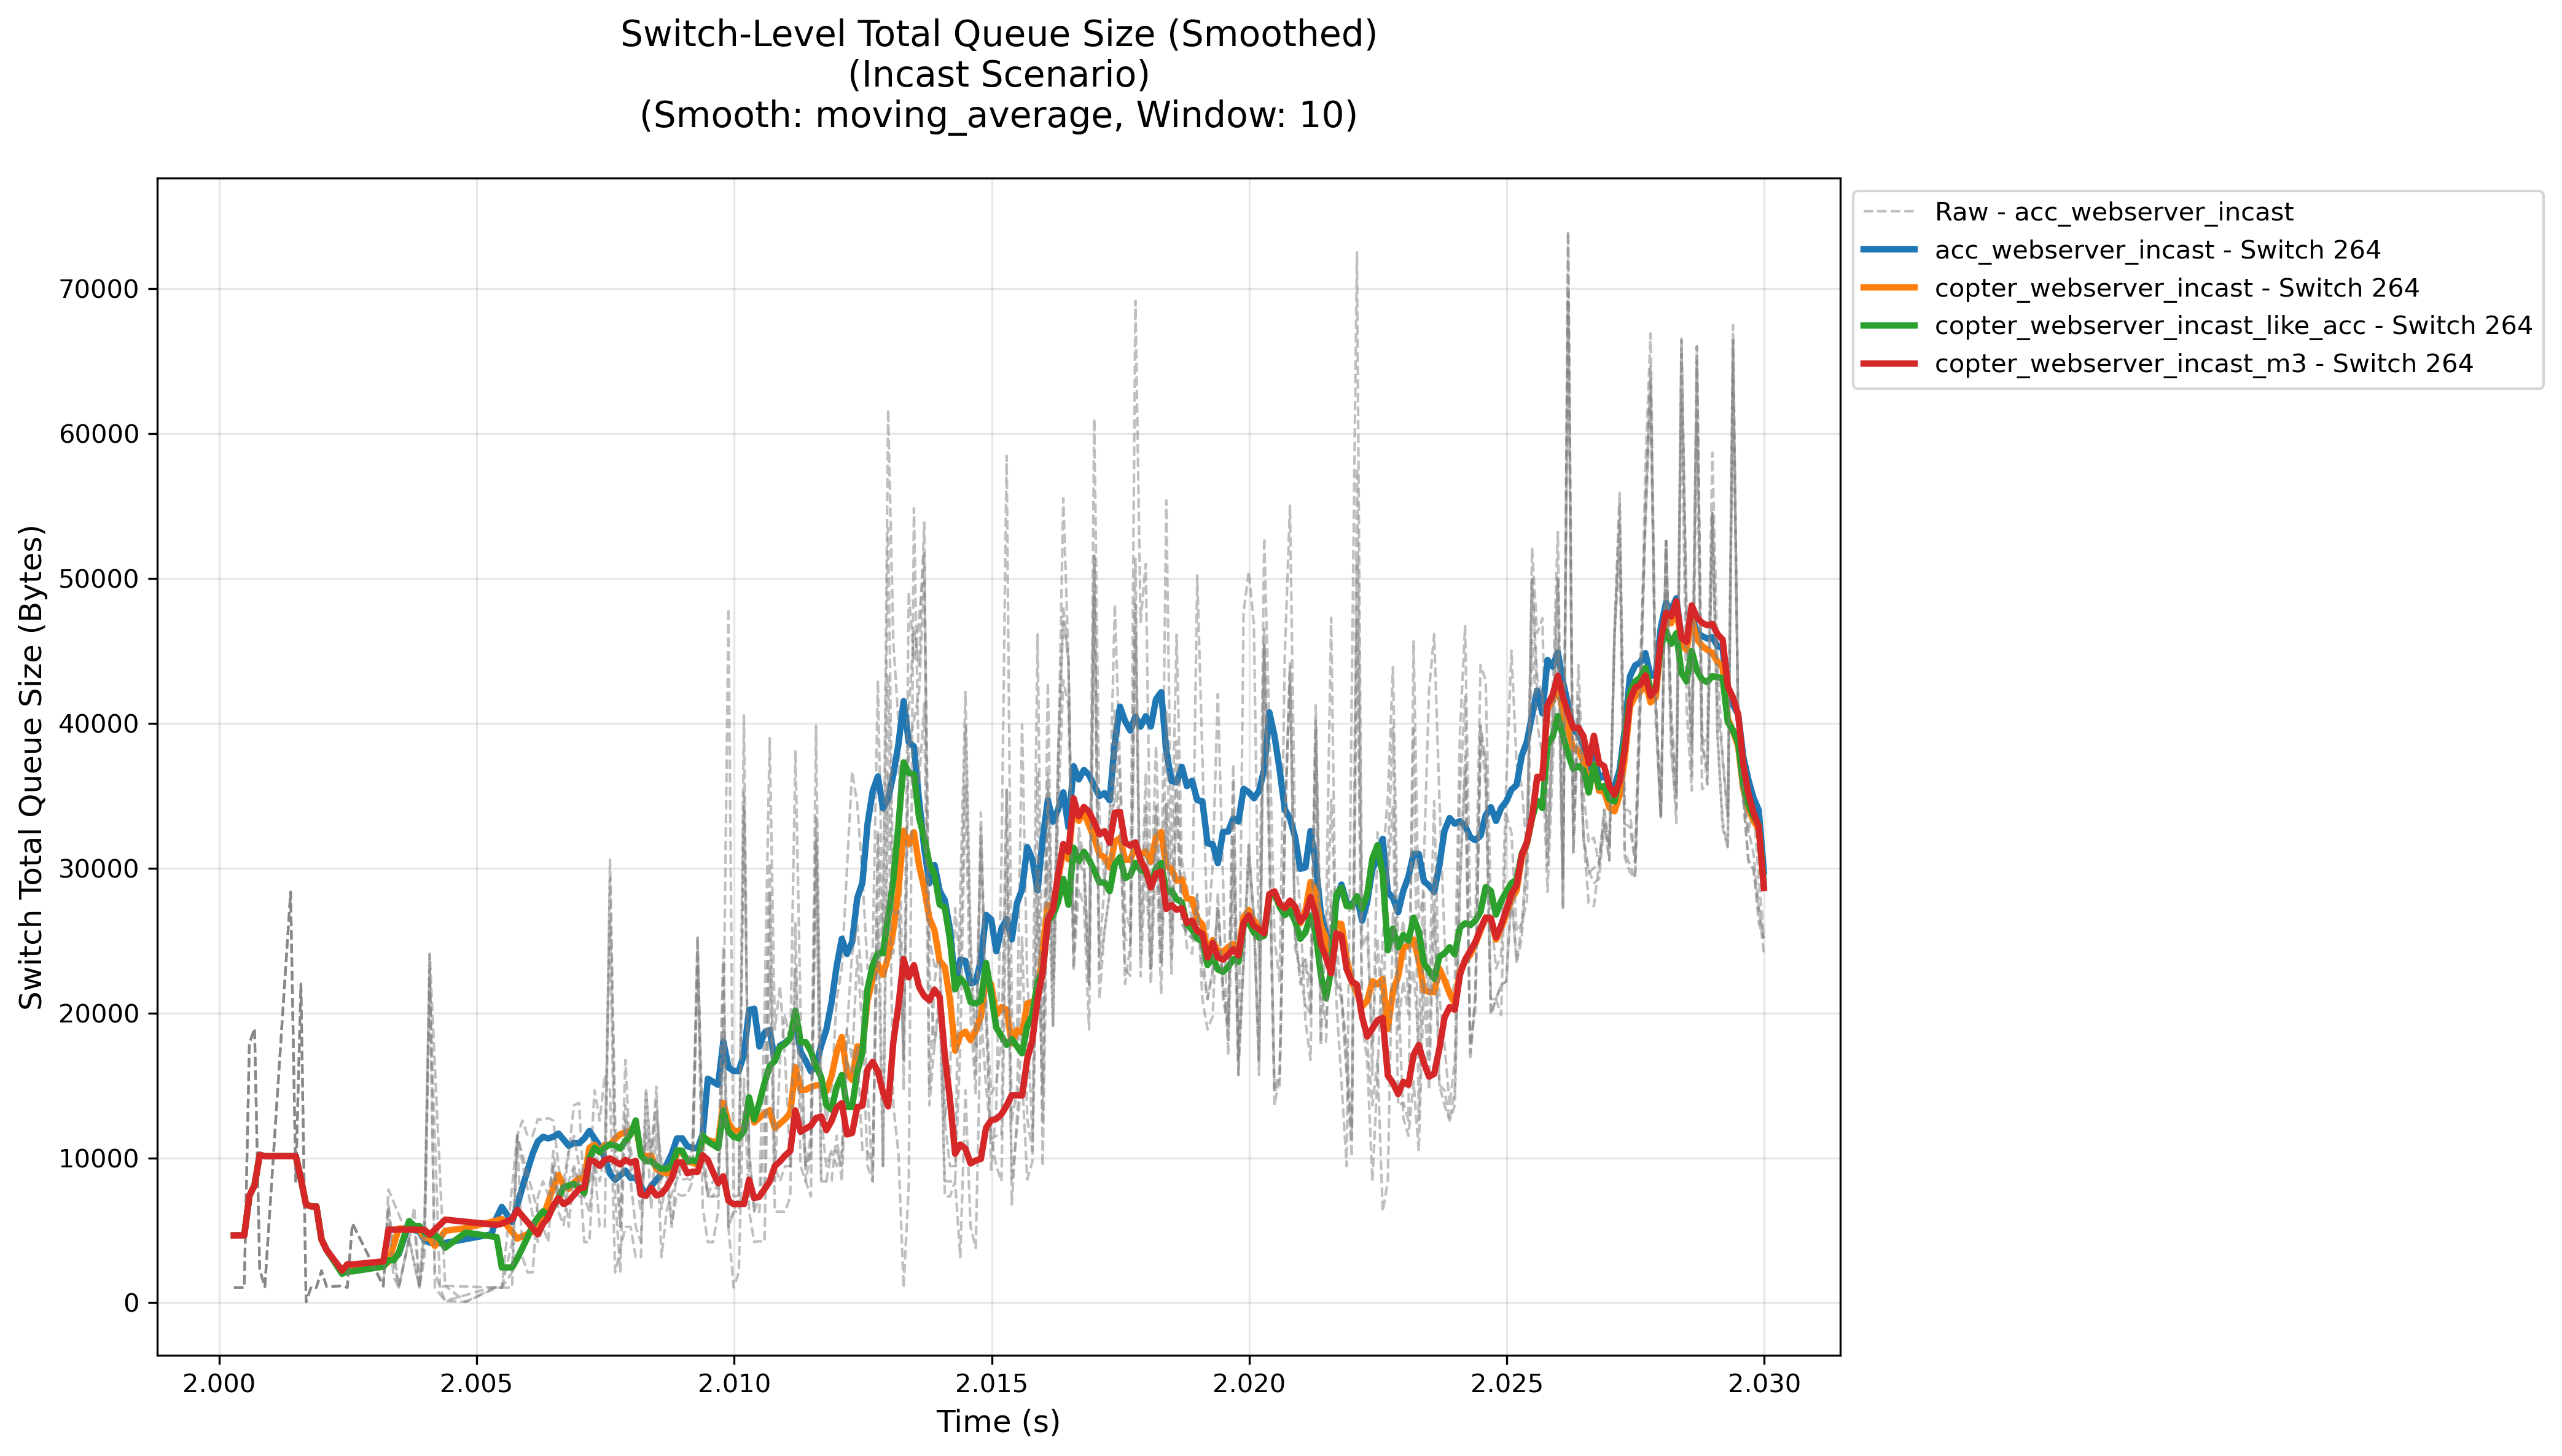 Switch-Level Total Queue Size (Smoothed)
(Incast Scenario)
(Smooth: moving_average, Window: 10)
Raw - acc_webserver_incast
acc_webserver_incast - Switch 264
copter_webserver_incast - Switch 264
copter_webserver_incast_like_acc - Switch 264
copter_webserver_incast_m3 - Switch 264
Switch Total Queue Size (Bytes)
70000
60000
50000
40000
30000
20000
10000
0
2.000 2.005 2.010 2.015 2.020 2.025 2.030
Time (s)